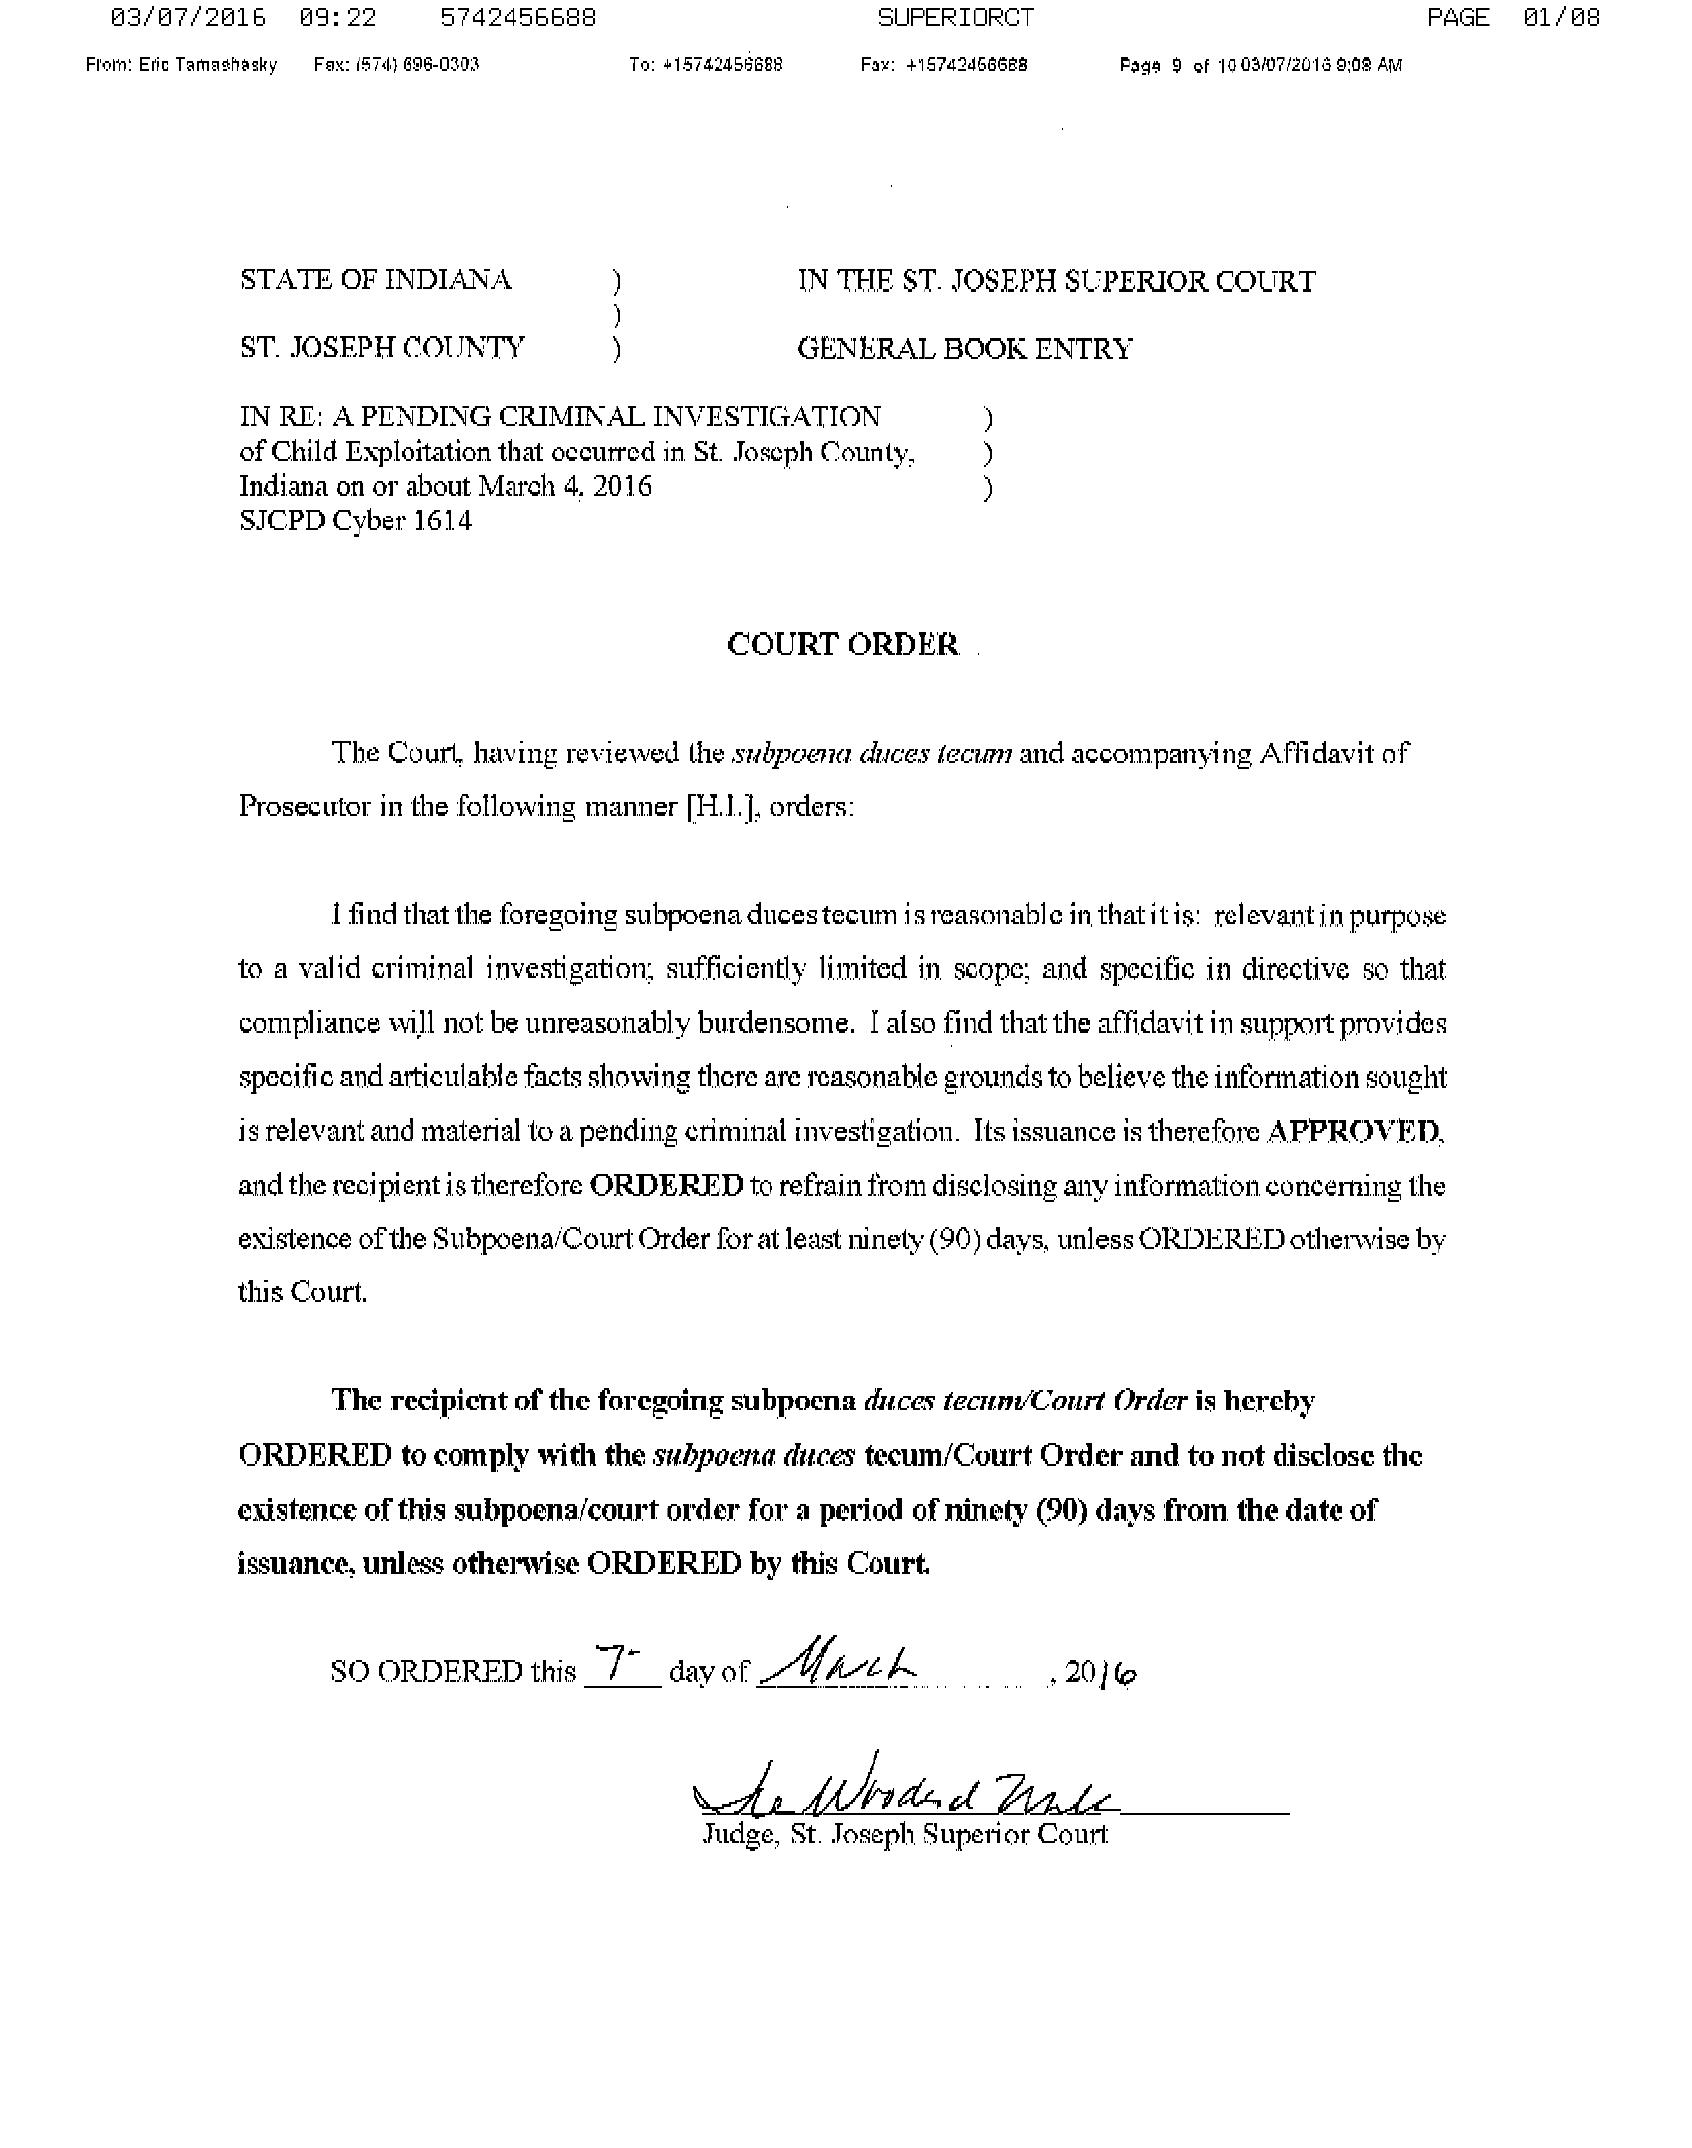 03/07/2016 09:22 5742456688 SUPERIORCT PAGE 01/08
From: Eric Tamashasky Fax: (574) 696-0303 To: +15742456688 Fax: +15742456688 Page 9 of 10 03/07/2016 9:08 AM
STATE OF INDIANA ) IN THE ST. JOSEPH SUPERIOR COURT
)
ST. JOSEPH COUNTY ) GENERAL BOOK ENTRY
IN RE: A PENDING CRIMINAL INVESTIGATION )
of Child Exploitation that occurred in St. Joseph County, )
Indiana on or about March 4, 2016 )
SJCPD Cyber 1614
COURT ORDER
The Court, having reviewed the subpoena duces tecum and accompanying Affidavit of
Prosecutor in the following manner [H.I.], orders:
I find that the foregoing subpoena duces tecum is reasonable in that it is: relevant in purpose
to a valid criminal investigation; sufficiently limited in scope; and specific in directive so that
compliance will not be unreasonably burdensome. I also find that the affidavit in support provides
specific and articulable facts showing there are reasonable grounds to believe the information sought
is relevant and material to a pending criminal investigation. Its issuance is therefore APPROVED,
and the recipient is therefore ORDERED to refrain from disclosing any information concerning the
existence of the Subpoena/Court Order for at least ninety (90) days, unless ORDERED otherwise by
this Court.
The recipient of the foregoing subpoena duces tecum/Court Order is hereby
ORDERED to comply with the subpoena duces tecum/Court Order and to not disclose the
existence of this subpoena/court order for a period of ninety (90) days from the date of
issuance, unless otherwise ORDERED by this Court.
SO ORDERED this 7 day of March, 2016
Judge, St. Joseph Superior Court